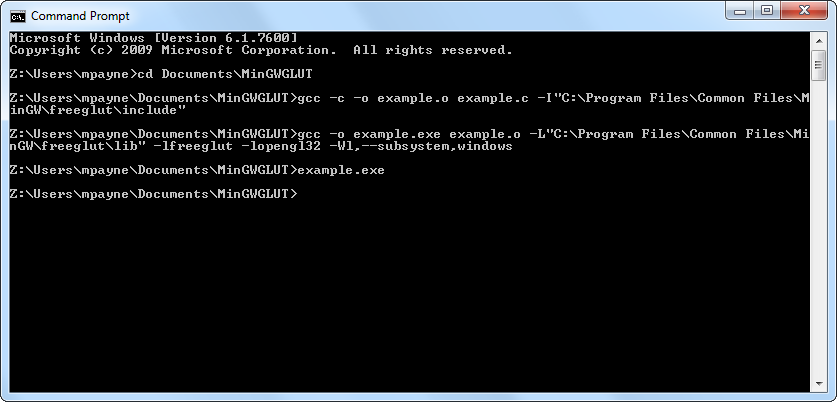 Command Prompt
Microsoft Windows [Version 6.1.7600]
Copyright (c) 2009 Microsoft Corporation.  All rights reserved.
Z:\Users\mpayne>cd Documents\MinGWGLUT
Z:\Users\mpayne\Documents\MinGWGLUT>gcc -c -o example.o example.c -I"C:\Program Files\Common Files\M
inGW\freeglut\include"
Z:\Users\mpayne\Documents\MinGWGLUT>gcc -o example.exe example.o -L"C:\Program Files\Common Files\Mi
nGW\freeglut\lib" -lfreeglut -lopengl32 -Wl,--subsystem,windows
Z:\Users\mpayne\Documents\MinGWGLUT>example.exe
Z:\Users\mpayne\Documents\MinGWGLUT>